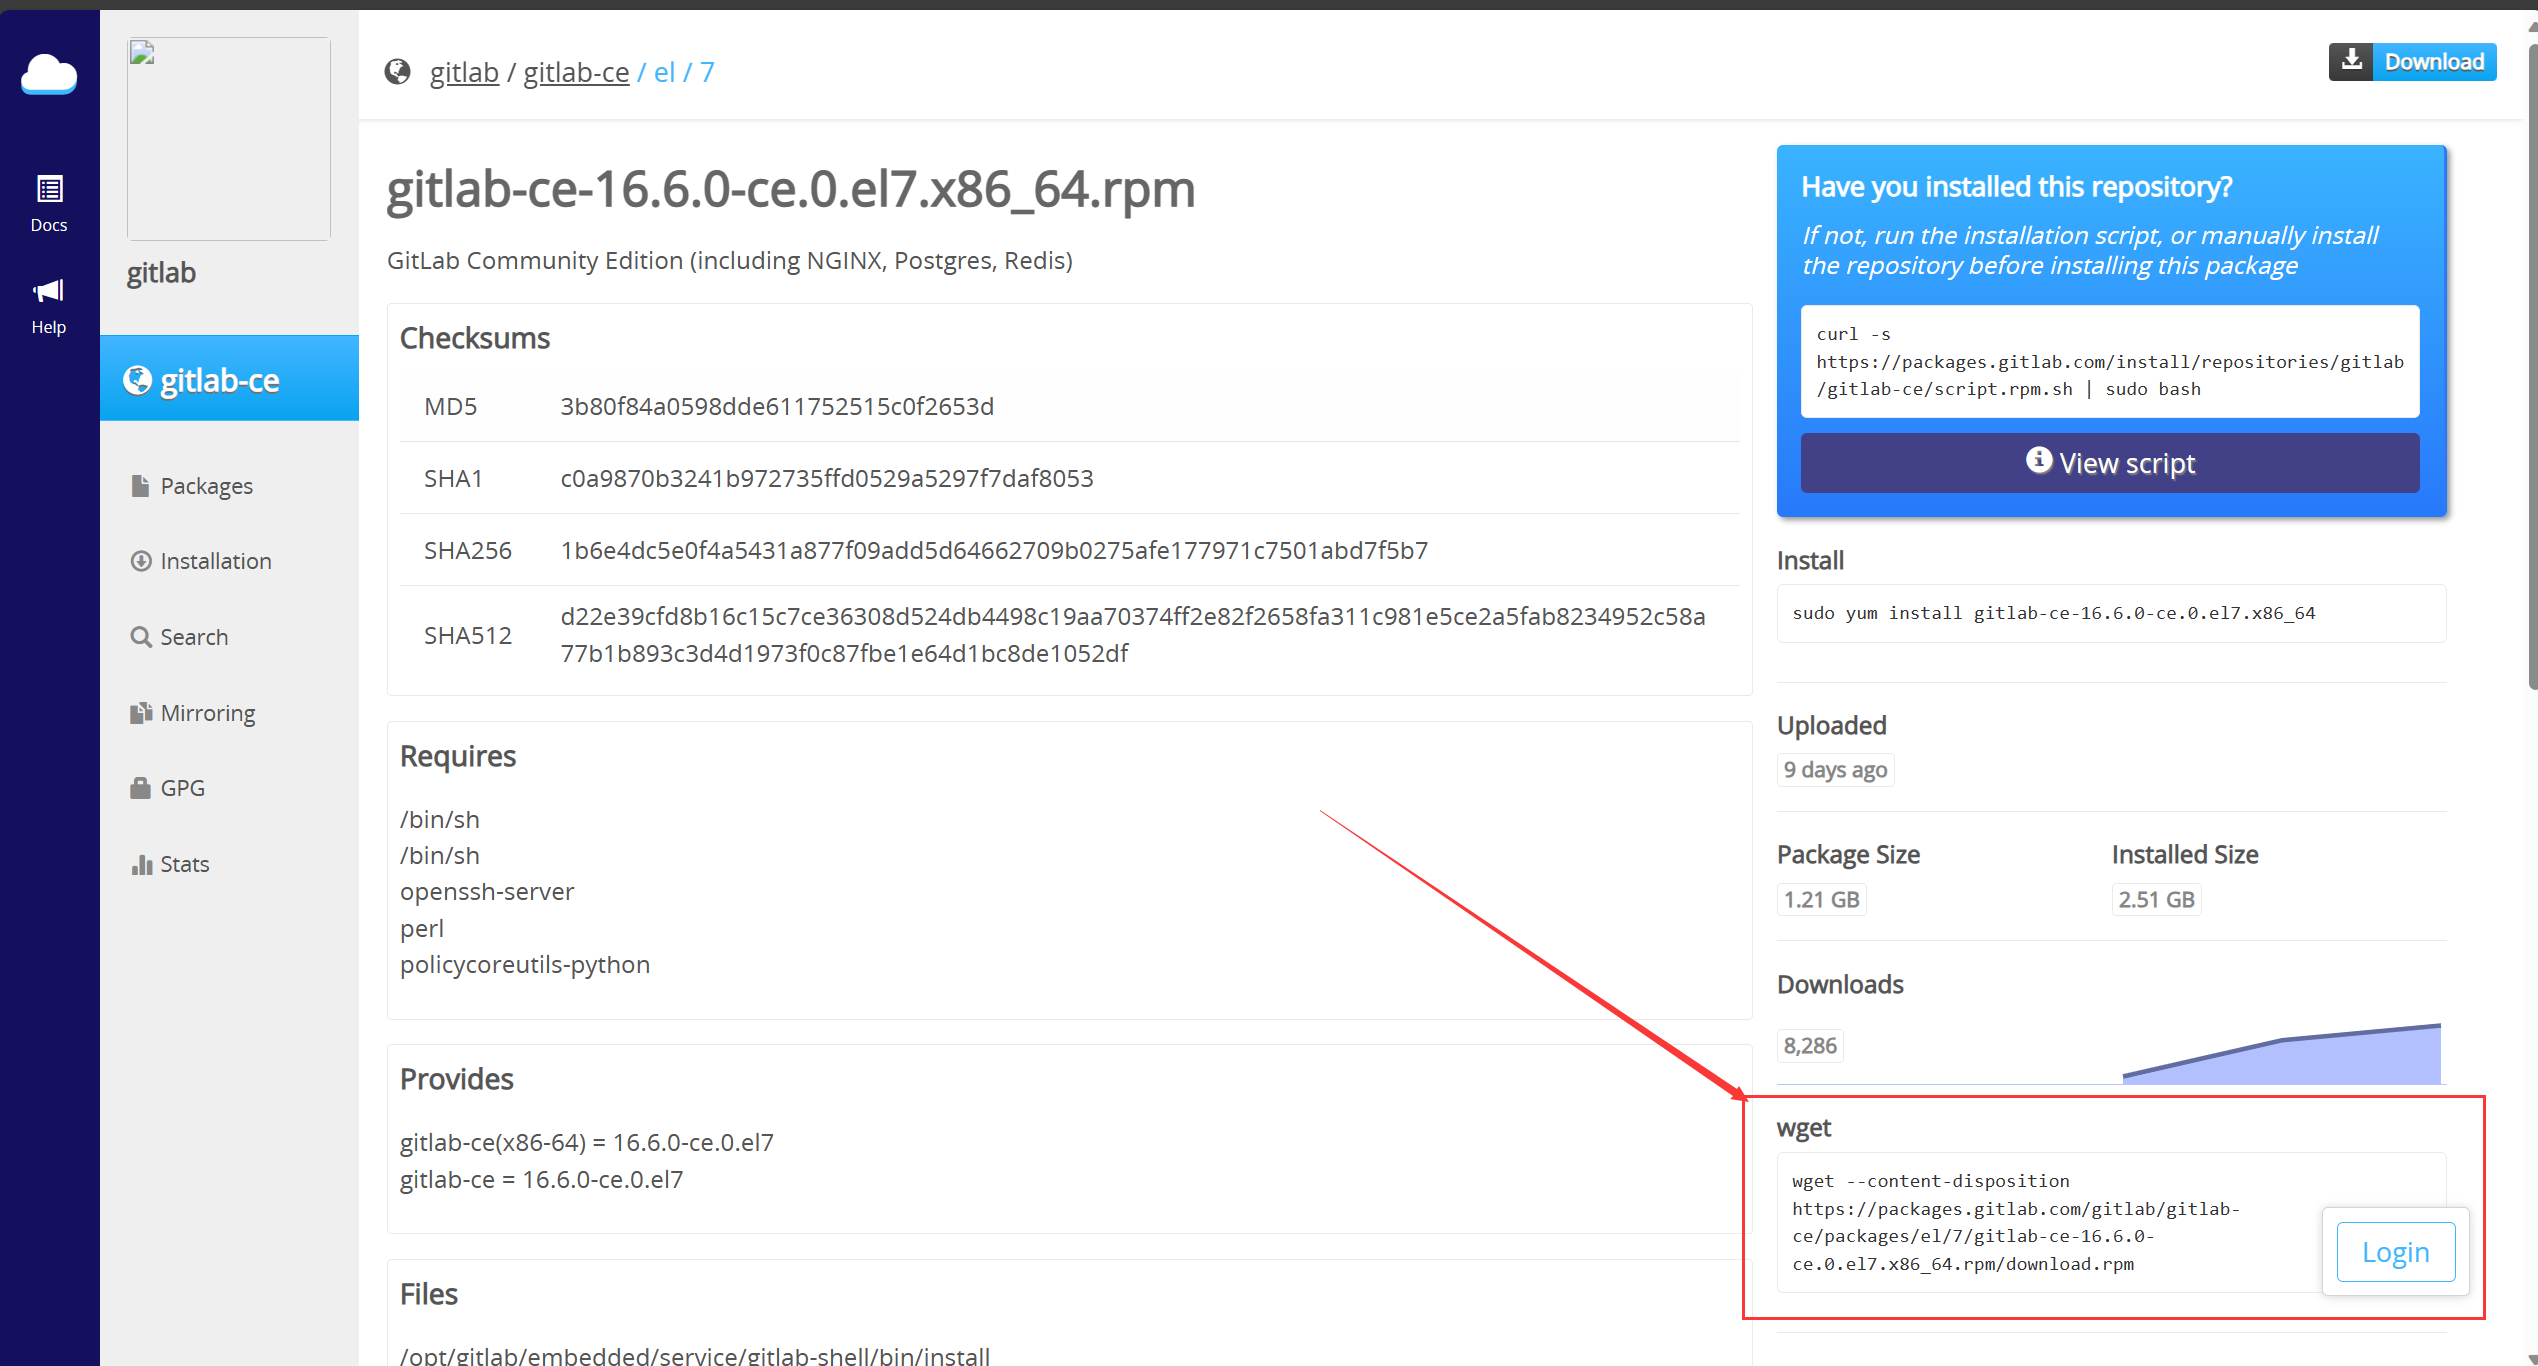 Docs
Help
gitlab
gitlab-ce
Packages
Installation
Search
Mirroring
GPG
Stats
gitlab / gitlab-ce / el / 7
Download
gitlab-ce-16.6.0-ce.0.el7.x86_64.rpm
GitLab Community Edition (including NGINX, Postgres, Redis)
Checksums
MD5 3b80f84a0598dde611752515c0f2653d
SHA1 c0a9870b3241b972735ffd0529a5297f7daf8053
SHA256 1b6e4dc5e0f4a5431a877f09add5d64662709b0275afe177971c7501abd7f5b7
SHA512 d22e39cfd8b16c15c7ce36308d524db4498c19aa70374ff2e82f2658fa311c981e5ce2a5fab8234952c58a
77b1b893c3d4d1973f0c87fbe1e64d1bc8de1052df
Requires
/bin/sh
/bin/sh
openssh-server
perl
policycoreutils-python
Provides
gitlab-ce(x86-64) = 16.6.0-ce.0.el7
gitlab-ce = 16.6.0-ce.0.el7
Files
/opt/gitlab/embedded/service/gitlab-shell/bin/install
Have you installed this repository?
If not, run the installation script, or manually install
the repository before installing this package
curl -s
https://packages.gitlab.com/install/repositories/gitlab
/gitlab-ce/script.rpm.sh | sudo bash
View script
Install
sudo yum install gitlab-ce-16.6.0-ce.0.el7.x86_64
Uploaded
9 days ago
Package Size Installed Size
1.21 GB 2.51 GB
Downloads
8,286
wget
wget --content-disposition
https://packages.gitlab.com/gitlab/gitlab-
ce/packages/el/7/gitlab-ce-16.6.0-
ce.0.el7.x86_64.rpm/download.rpm
Login